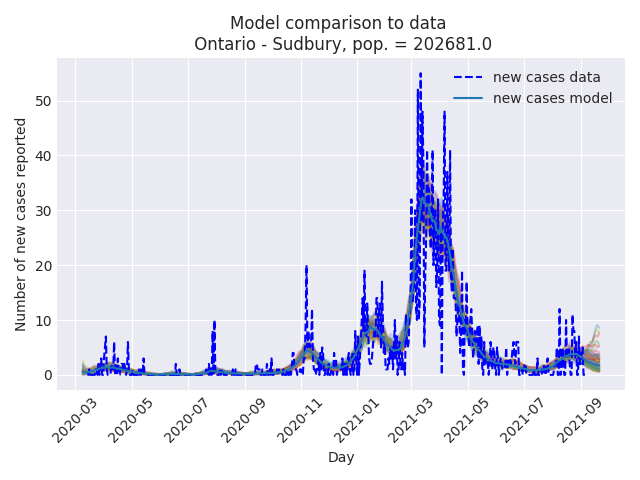 Model comparison to data
Ontario - Sudbury, pop. = 202681.0
new cases data
new cases model
Number of new cases reported
50
40
30
20
10
0
2020-03
2020-05
2020-07
2020-09
2020-11
2021-01
2021-03
2021-05
2021-07
2021-09
Day